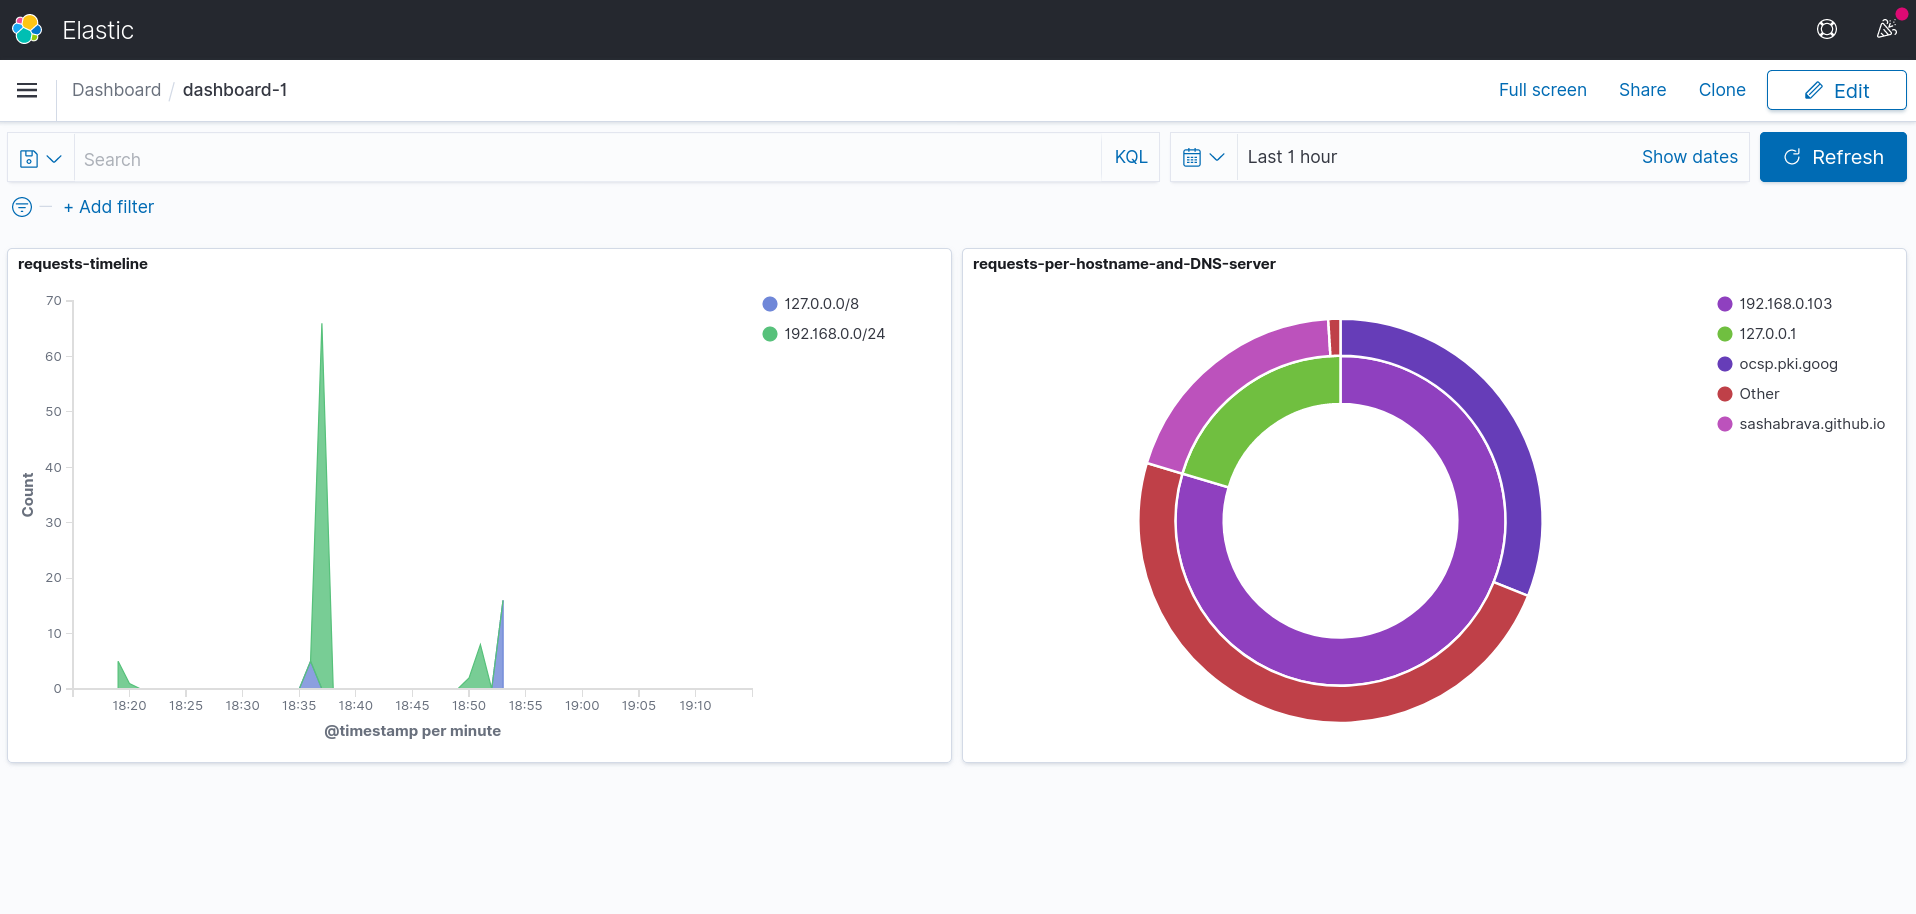 Elastic
Dashboard / dashboard-1
Full screen Share Clone Edit
Search KQL Last 1 hour Show dates Refresh
+ Add filter
requests-timeline
70
60
50
40
30
20
10
0
Count
18:20 18:25 18:30 18:35 18:40 18:45 18:50 18:55 19:00 19:05 19:10
@timestamp per minute
127.0.0.0/8
192.168.0.0/24
requests-per-hostname-and-DNS-server
192.168.0.103
127.0.0.1
ocsp.pki.goog
Other
sashabrava.github.io